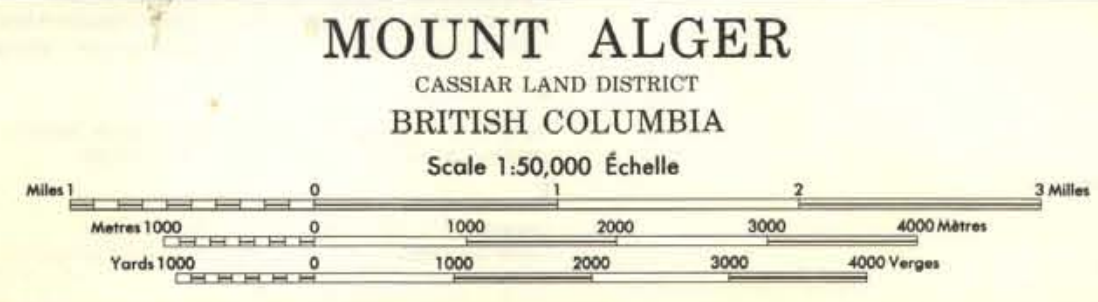 MOUNT ALGER
CASSIAR LAND DISTRICT
BRITISH COLUMBIA
Scale 1:50,000 Échelle
Miles 1 0 1 2 3 Milles
Metres 1000 0 1000 2000 3000 4000 Mètres
Yards 1000 0 1000 2000 3000 4000 Verges